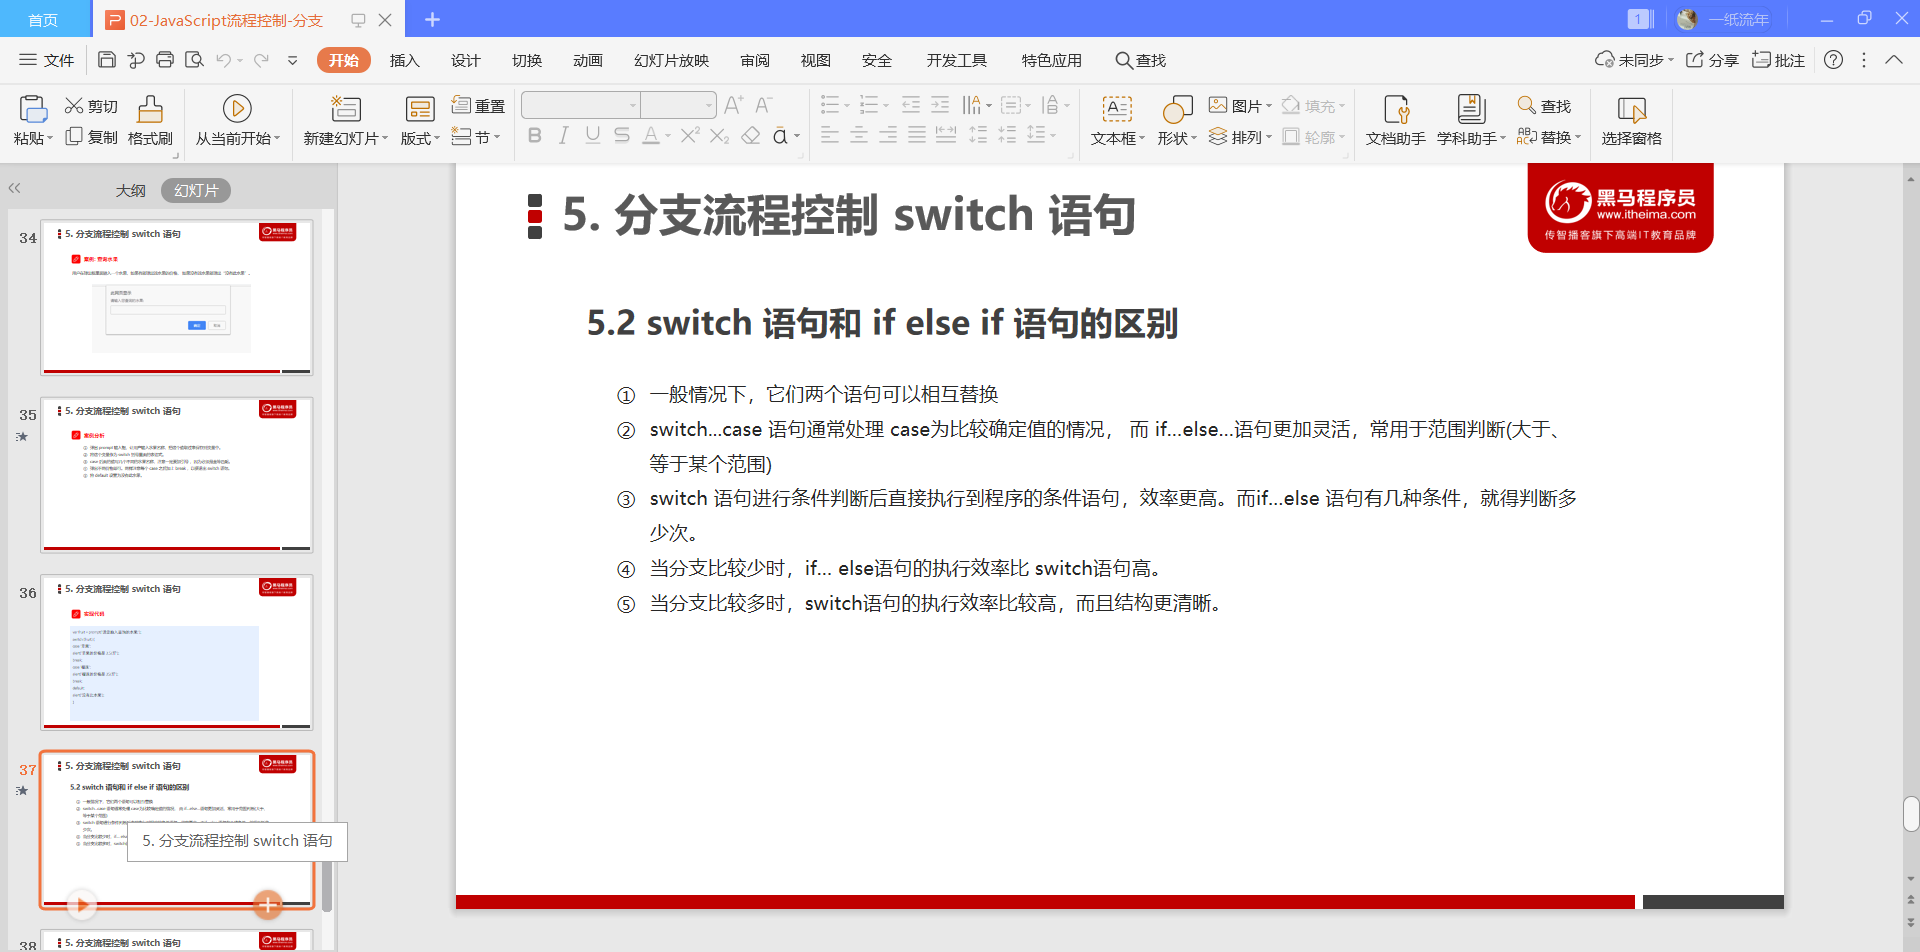 首页
02-JavaScript流程控制-分支
1
一纸流年
文件
开始
插入
设计
切换
动画
幻灯片放映
审阅
视图
安全
开发工具
特色应用
查找
未同步
分享
批注
粘贴
剪切
复制
格式刷
从当前开始
新建幻灯片
版式
重置
节
文本框
形状
图片
排列
填充
轮廓
文档助手
学科助手
查找
替换
选择窗格
大纲
幻灯片
34
5. 分支流程控制 switch 语句
案例: 查询水果
35
5. 分支流程控制 switch 语句
案例分析
36
5. 分支流程控制 switch 语句
实现代码
37
5. 分支流程控制 switch 语句
5.2 switch 语句和 if else if 语句的区别
5. 分支流程控制 switch 语句
38
5. 分支流程控制 switch 语句
5. 分支流程控制 switch 语句
黑马程序员
www.itheima.com
传智播客旗下高端IT教育品牌
5.2 switch 语句和 if else if 语句的区别
① 一般情况下，它们两个语句可以相互替换
② switch...case 语句通常处理 case为比较确定值的情况， 而 if...else...语句更加灵活，常用于范围判断(大于、
等于某个范围)
③ switch 语句进行条件判断后直接执行到程序的条件语句，效率更高。而if...else 语句有几种条件，就得判断多
少次。
④ 当分支比较少时，if... else语句的执行效率比 switch语句高。
⑤ 当分支比较多时，switch语句的执行效率比较高，而且结构更清晰。